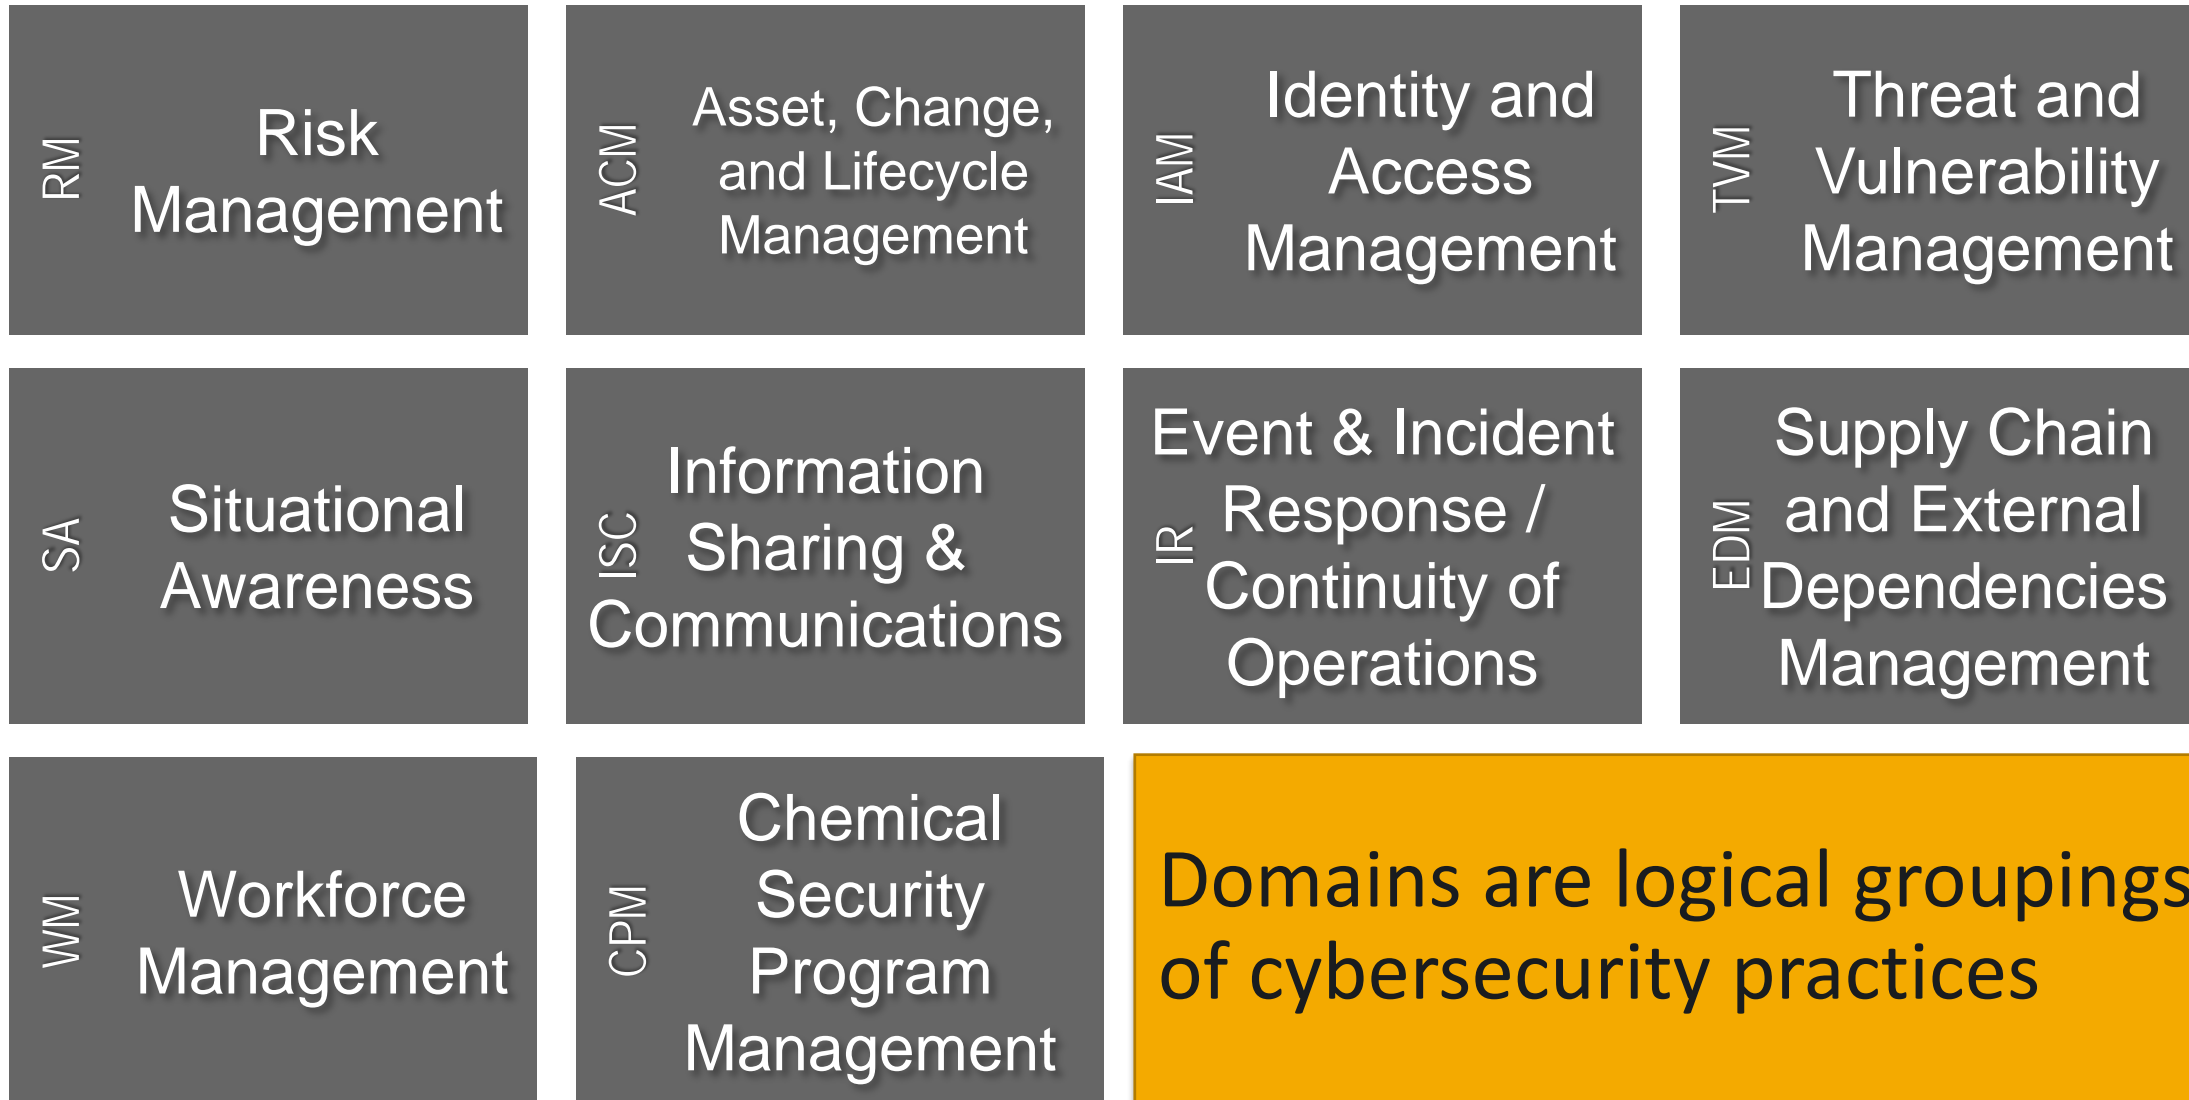 RM
Risk
Management
ACM
Asset, Change,
and Lifecycle
Management
IAM
Identity and
Access
Management
TVM
Threat and
Vulnerability
Management
SA
Situational
Awareness
ISC
Information
Sharing &
Communications
IR
Event & Incident
Response /
Continuity of
Operations
EDM
Supply Chain
and External
Dependencies
Management
WM
Workforce
Management
CPM
Chemical
Security
Program
Management
Domains are logical groupings
of cybersecurity practices